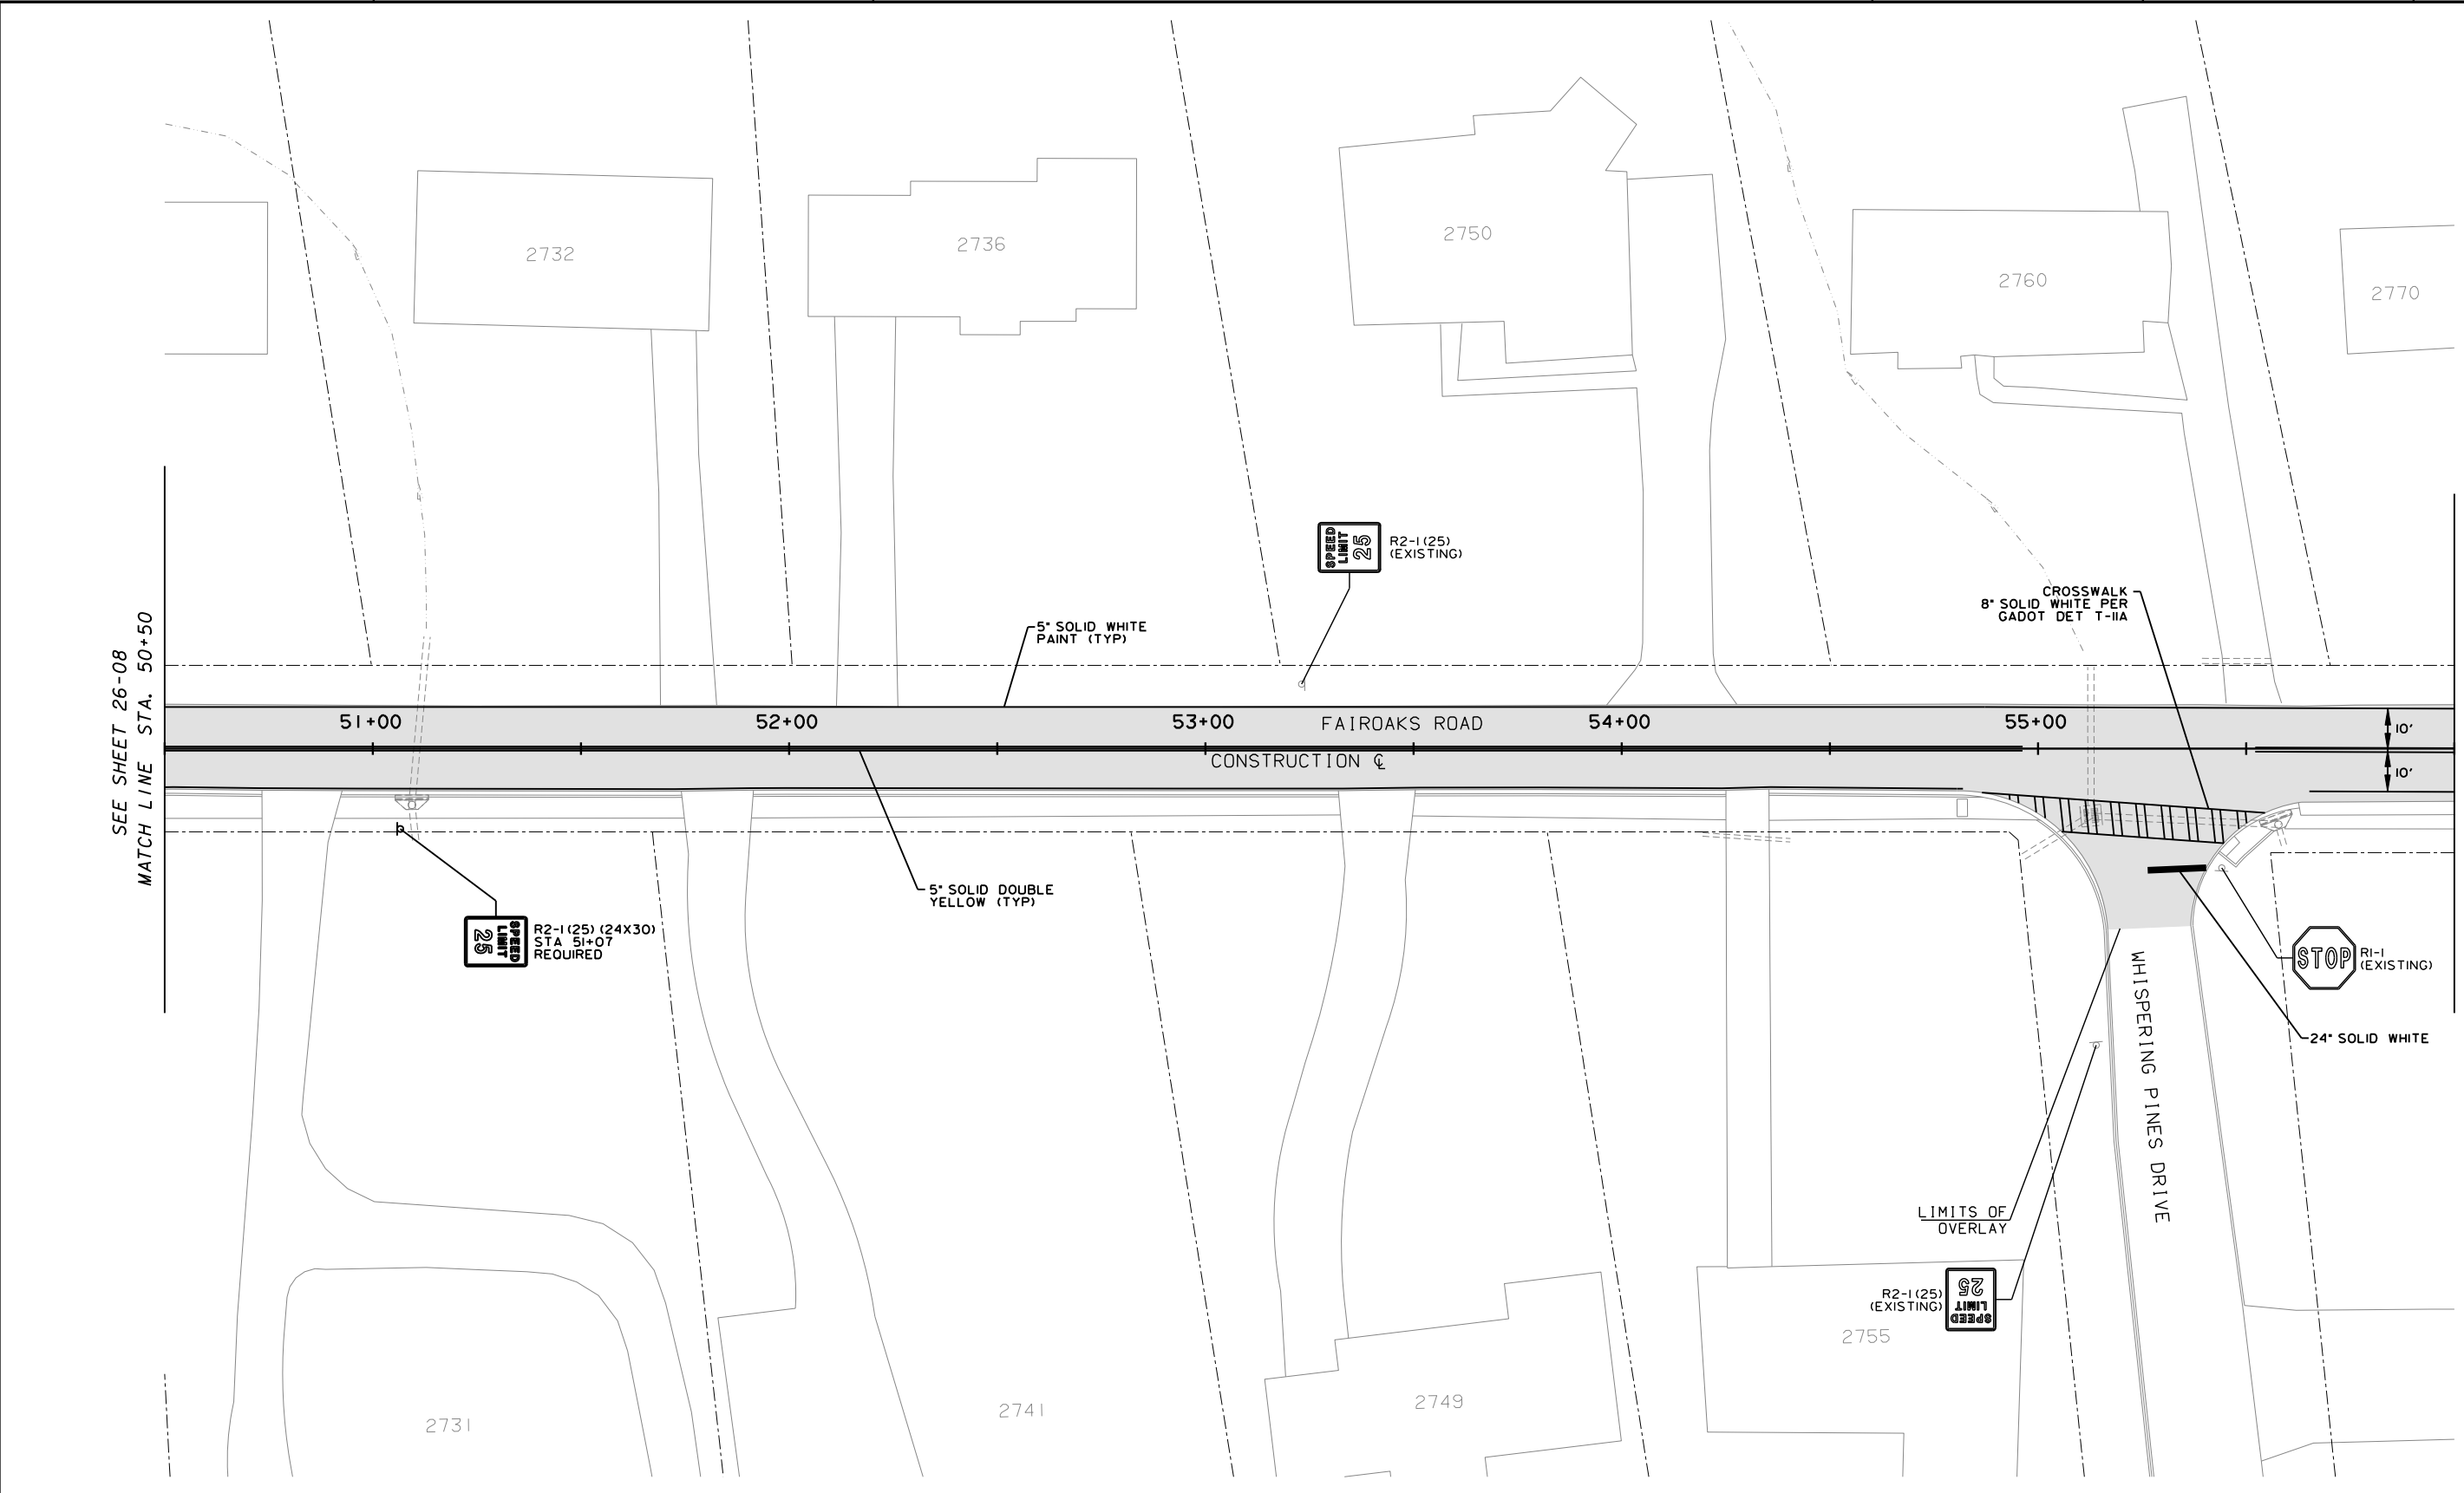 2732
2736
2750
2760
2770
SPEED
LIMIT
25
R2-1(25)
(EXISTING)
CROSSWALK
8" SOLID WHITE PER
GADOT DET T-11A
5" SOLID WHITE
PAINT (TYP)
SEE SHEET 26-08
MATCH LINE STA. 50+50
51+00
52+00
53+00
FAIROAKS ROAD
54+00
55+00
10'
CONSTRUCTION ℄
10'
5" SOLID DOUBLE
YELLOW (TYP)
SPEED
LIMIT
25
R2-1(25)(24X30)
STA 51+07
REQUIRED
STOP
R1-1
(EXISTING)
WHISPERING PINES DRIVE
24" SOLID WHITE
LIMITS OF
OVERLAY
R2-1(25)
(EXISTING)
SPEED
LIMIT
25
2755
2749
2741
2731